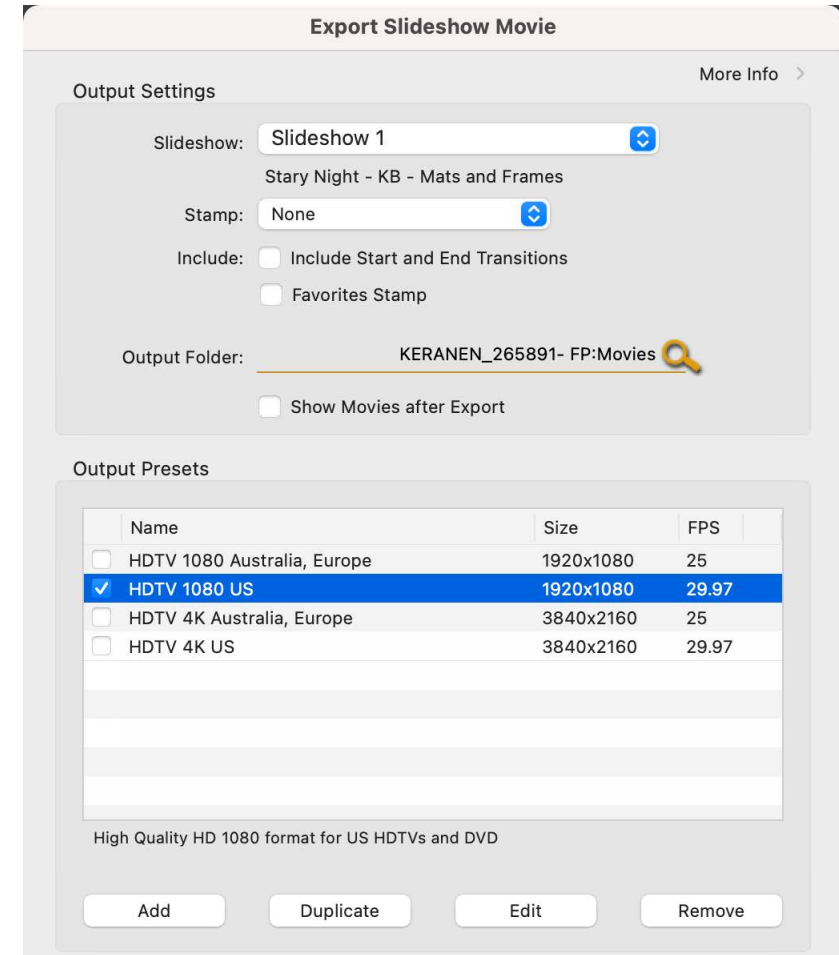 Export Slideshow Movie
More Info
Output Settings
Slideshow: Slideshow 1
Stary Night - KB - Mats and Frames
Stamp: None
Include: Include Start and End Transitions
Favorites Stamp
Output Folder: KERANEN_265891- FP:Movies
Show Movies after Export
Output Presets
Name Size FPS
HDTV 1080 Australia, Europe 1920x1080 25
HDTV 1080 US 1920x1080 29.97
HDTV 4K Australia, Europe 3840x2160 25
HDTV 4K US 3840x2160 29.97
High Quality HD 1080 format for US HDTVs and DVD
Add Duplicate Edit Remove